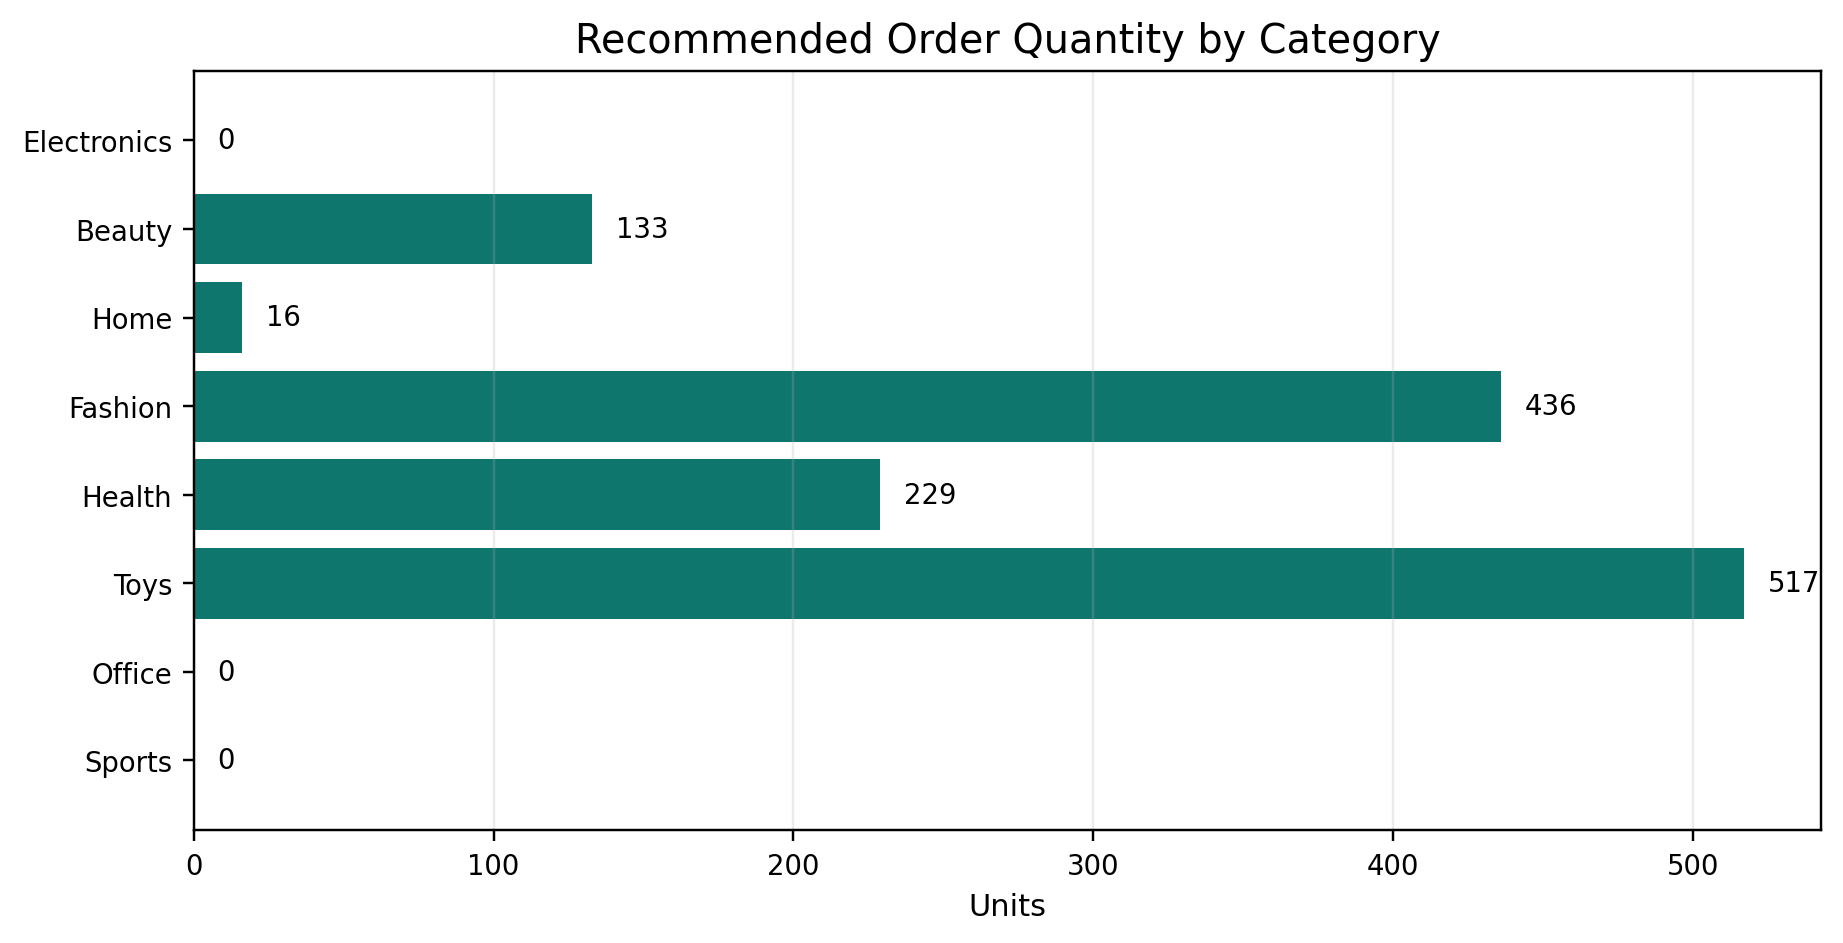 Recommended Order Quantity by Category
Electronics 0
Beauty 133
Home 16
Fashion 436
Health 229
Toys 517
Office 0
Sports 0
0 100 200 300 400 500
Units